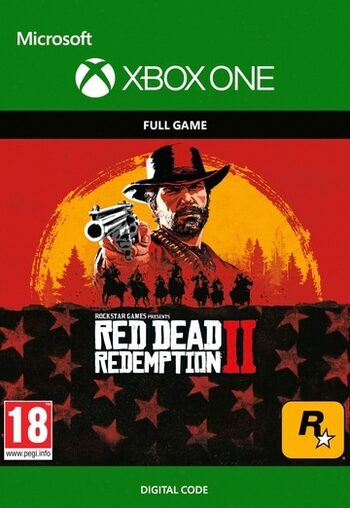 Microsoft
XBOX ONE
FULL GAME
ROCKSTAR GAMES PRESENTS
RED DEAD
REDEMPTION II
18
www.pegi.info
R
DIGITAL CODE